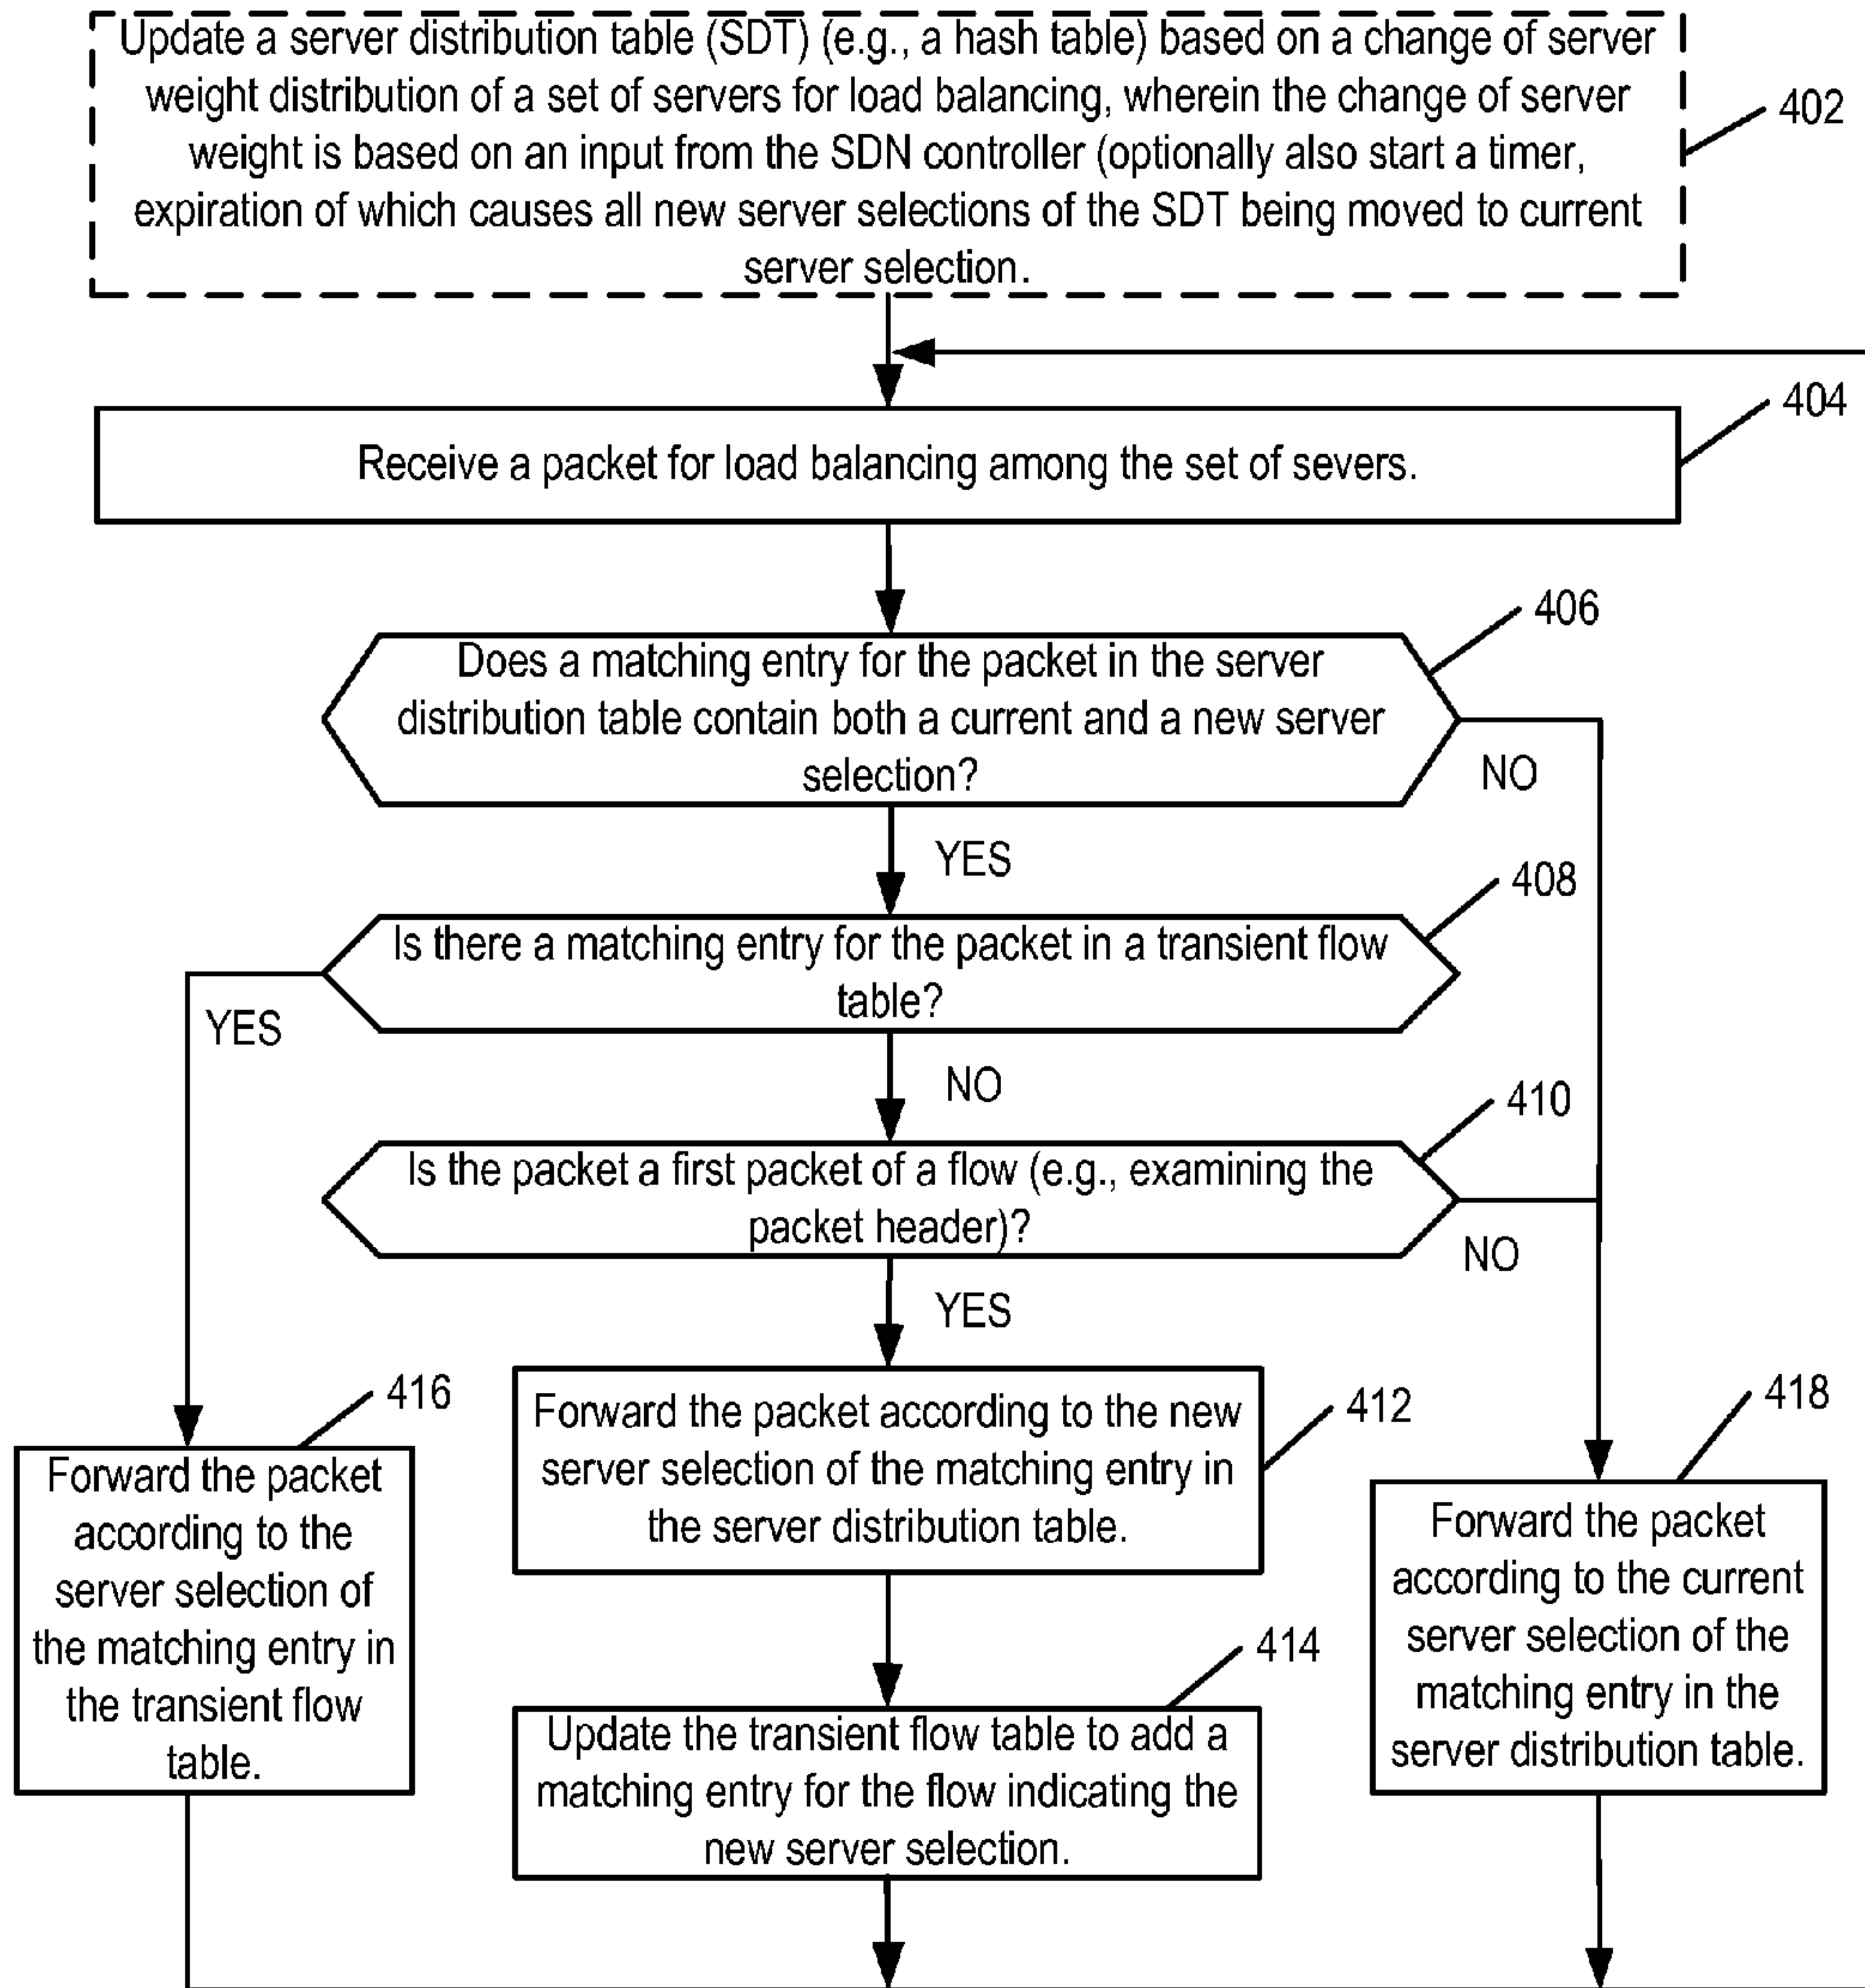 Update a server distribution table (SDT) (e.g., a hash table) based on a change of server
weight distribution of a set of servers for load balancing, wherein the change of server
weight is based on an input from the SDN controller (optionally also start a timer,
expiration of which causes all new server selections of the SDT being moved to current
server selection.
402
404
Receive a packet for load balancing among the set of severs.
406
Does a matching entry for the packet in the server
distribution table contain both a current and a new server
selection?
NO
YES
408
Is there a matching entry for the packet in a transient flow
table?
YES
NO
410
Is the packet a first packet of a flow (e.g., examining the
packet header)?
NO
YES
416
Forward the packet
according to the
server selection of
the matching entry in
the transient flow
table.
412
Forward the packet according to the new
server selection of the matching entry in
the server distribution table.
418
Forward the packet
according to the current
server selection of the
matching entry in the
server distribution table.
414
Update the transient flow table to add a
matching entry for the flow indicating the
new server selection.